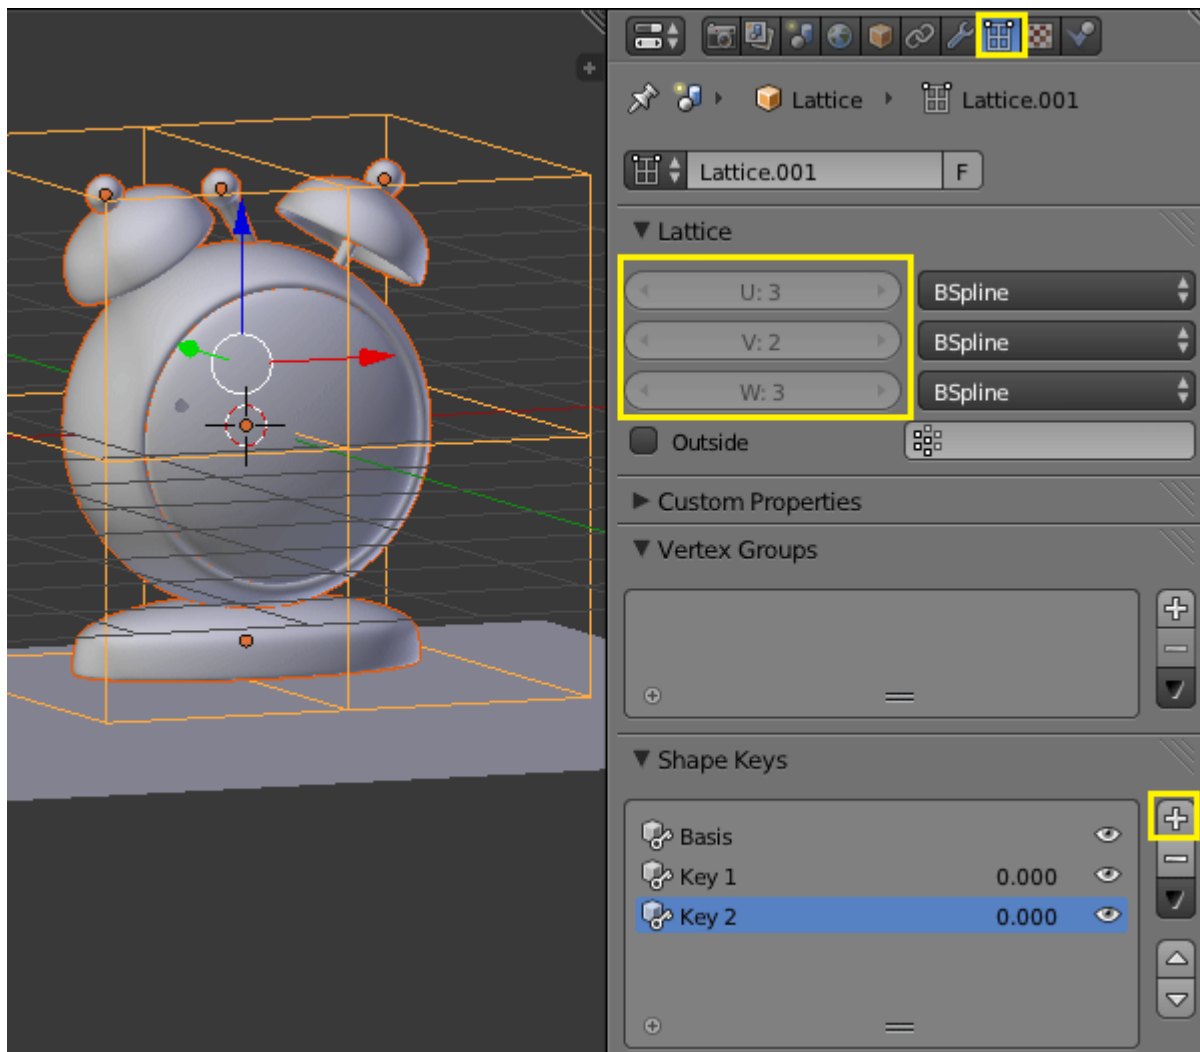 Lattice Lattice.001
Lattice.001 F
Lattice
U: 3 BSpline
V: 2 BSpline
W: 3 BSpline
Outside
Custom Properties
Vertex Groups
Shape Keys
Basis
Key 1 0.000
Key 2 0.000